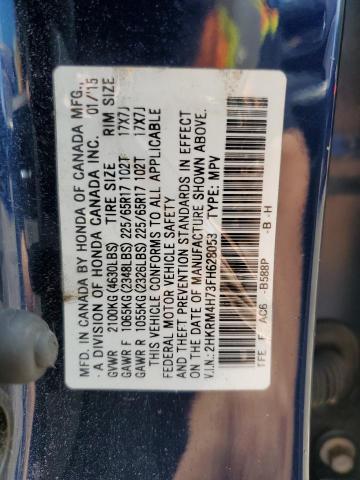 MFD. IN CANADA BY HONDA OF CANADA MFG.,
- A DIVISION OF HONDA CANADA INC. 01/15
GVWR 2100KG(4630LBS) TIRE SIZE RIM SIZE
GAWR F 1065KG(2348LBS) 225/65R17 102T 17X7J
GAWR R 1055KG(2326LBS) 225/65R17 102T 17X7J
THIS VEHICLE CONFORMS TO ALL APPLICABLE
FEDERAL MOTOR VEHICLE SAFETY
AND THEFT PREVENTION STANDARDS IN EFFECT
ON THE DATE OF MANUFACTURE SHOWN ABOVE.
V.I.N.: 2HKRM4H73FH628053 TYPE: MPV
TFE F AC6 -B588P -B -H